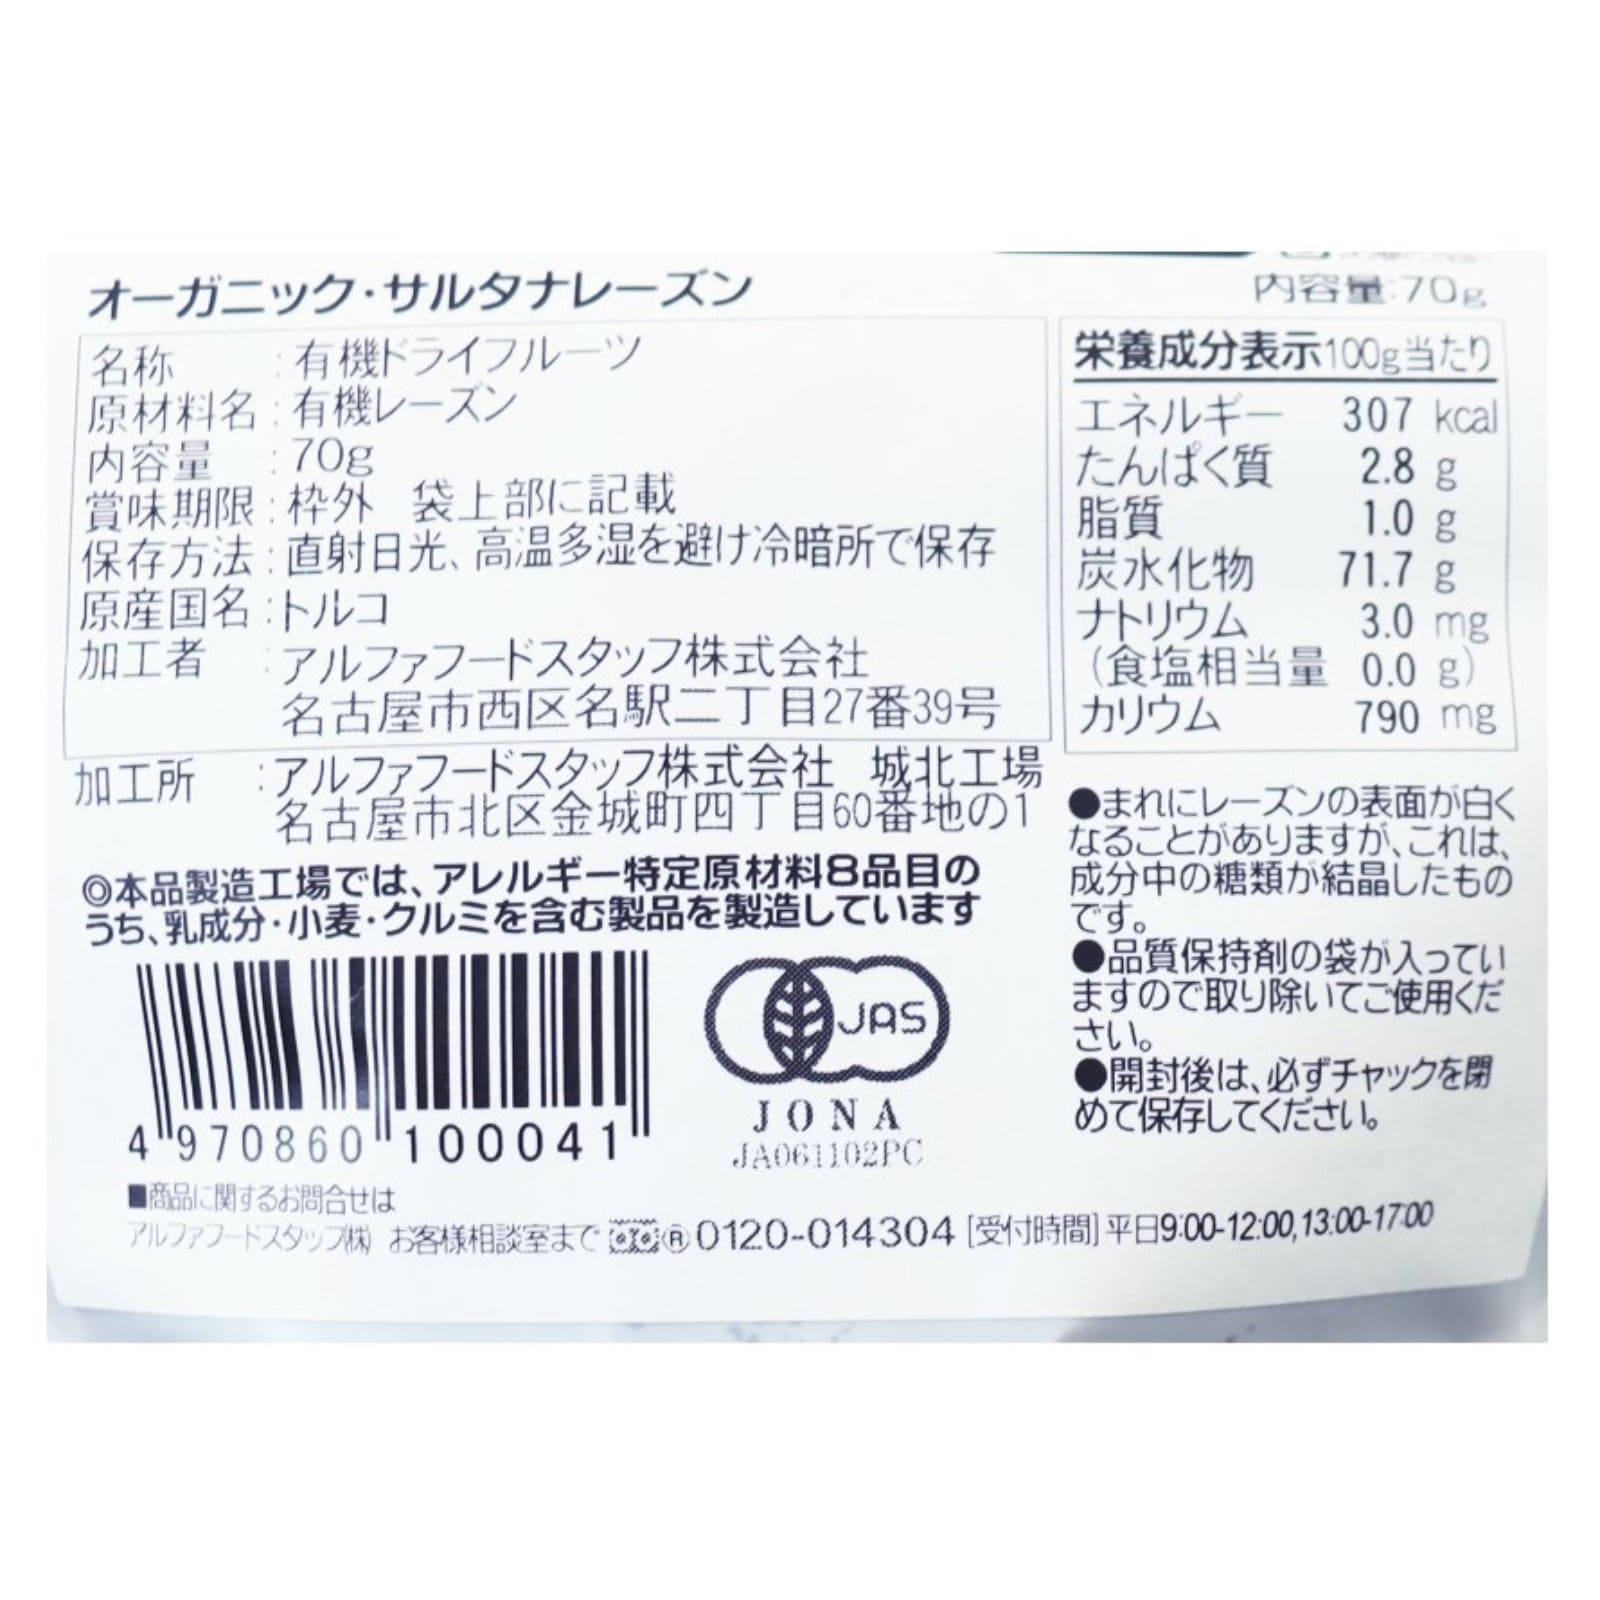 オーガニック・サルタナレーズン
内容量:70g
名称 :有機ドライフルーツ
原材料名:有機レーズン
内容量 :70g
賞味期限:枠外 袋上部に記載
保存方法:直射日光、高温多湿を避け冷暗所で保存
原産国名:トルコ
加工者 :アルファフードスタッフ株式会社
名古屋市西区名駅二丁目27番39号
加工所 :アルファフードスタッフ株式会社 城北工場
名古屋市北区金城町四丁目60番地の1
◎本品製造工場では、アレルギー特定原材料8品目の
うち、乳成分・小麦・クルミを含む製品を製造しています
栄養成分表示100g当たり
エネルギー 307 kcal
たんぱく質 2.8 g
脂質 1.0 g
炭水化物 71.7 g
ナトリウム 3.0 mg
(食塩相当量 0.0 g)
カリウム 790 mg
●まれにレーズンの表面が白く
なることがありますが、これは、
成分中の糖類が結晶したもの
です。
●品質保持剤の袋が入ってい
ますので取り除いてご使用くだ
さい。
●開封後は、必ずチャックを閉
めて保存してください。
4 970860 100041
JAS
JONA
JA061102PC
■商品に関するお問合せは
アルファフードスタッフ(株) お客様相談室まで ®0120-014304 [受付時間] 平日9:00-12:00,13:00-17:00